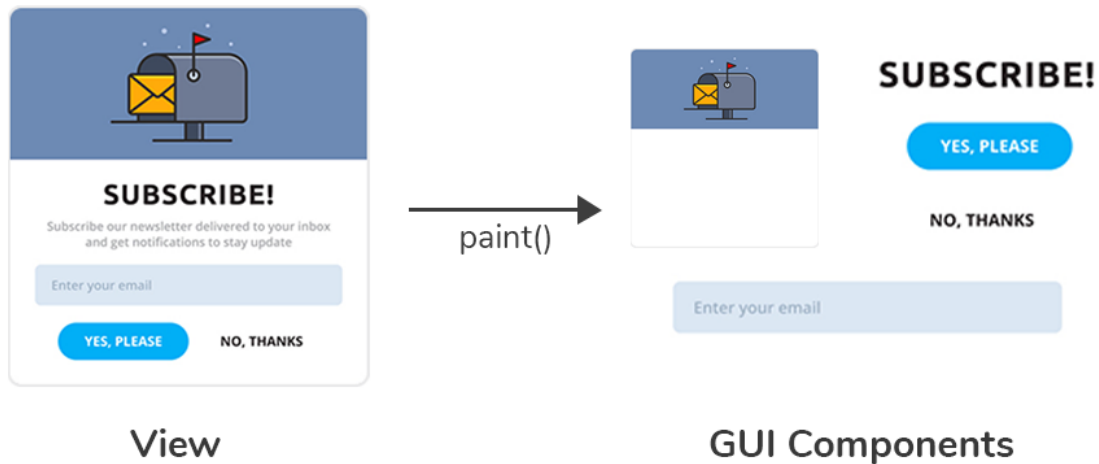 SUBSCRIBE!
Subscribe our newsletter delivered to your inbox
and get notifications to stay update
Enter your email
YES, PLEASE
NO, THANKS
View
paint()
SUBSCRIBE!
YES, PLEASE
NO, THANKS
Enter your email
GUI Components